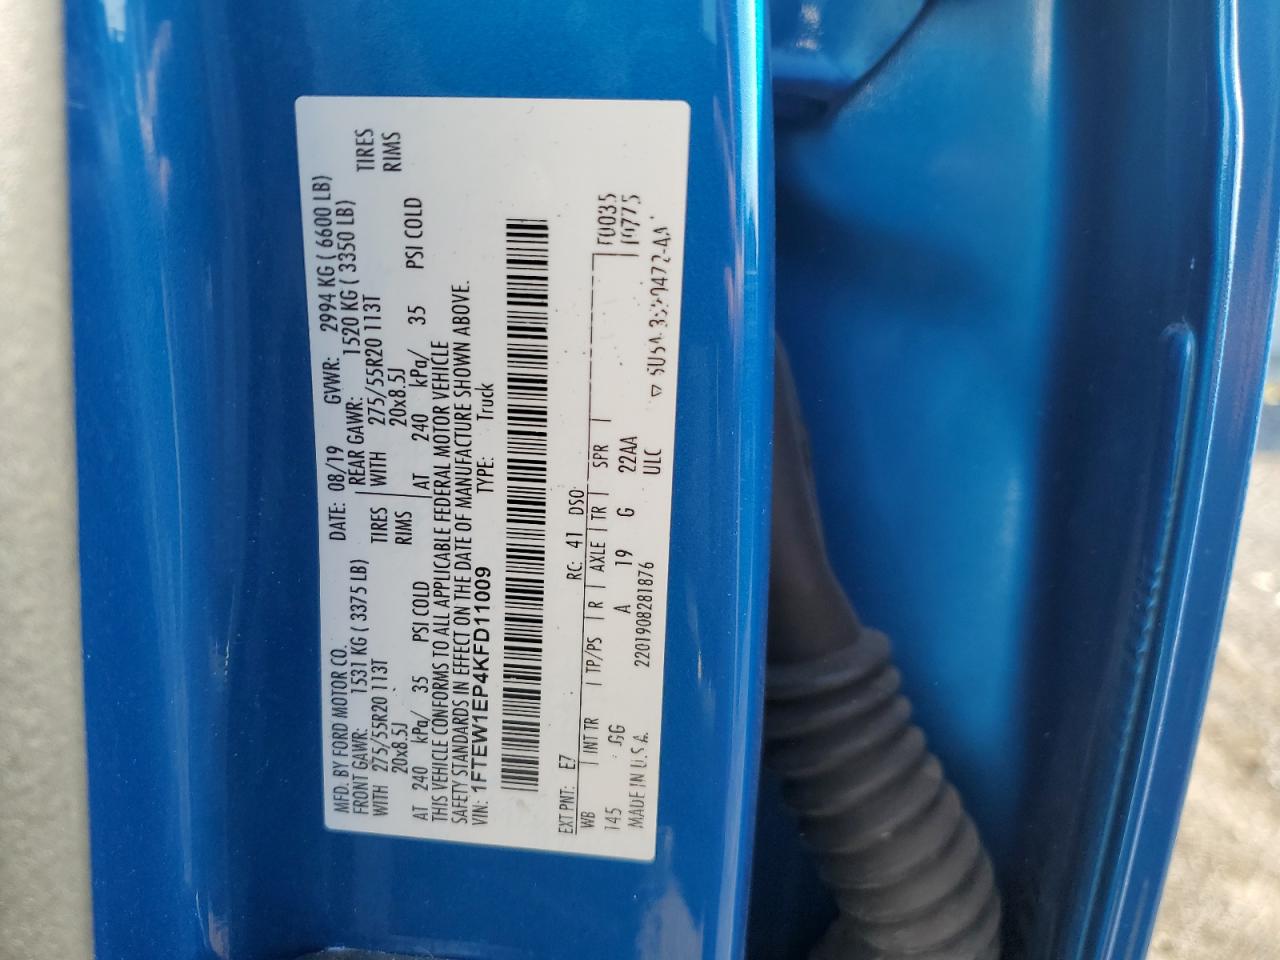 MFD. BY FORD MOTOR CO. DATE: 08/19 GVWR: 2994 KG ( 6600 LB)
FRONT GAWR: 1531 KG ( 3375 LB) REAR GAWR: 1520 KG ( 3350 LB)
WITH 275/55R20 113T TIRES WITH 275/55R20 113T TIRES
20x8.5J RIMS 20x8.5J RIMS
AT 240 kPa/ 35 PSI COLD AT 240 kPa/ 35 PSI COLD
THIS VEHICLE CONFORMS TO ALL APPLICABLE FEDERAL MOTOR VEHICLE
SAFETY STANDARDS IN EFFECT ON THE DATE OF MANUFACTURE SHOWN ABOVE.
VIN: 1FTEW1EP4KFD11009 TYPE: Truck
EXT PNT: E7 RC: 41 DSO:
WB INT TR TP/PS R AXLE TR SPR
145 GG A 19 G 22AA
MADE IN U.S.A. 2201908281876 ULC